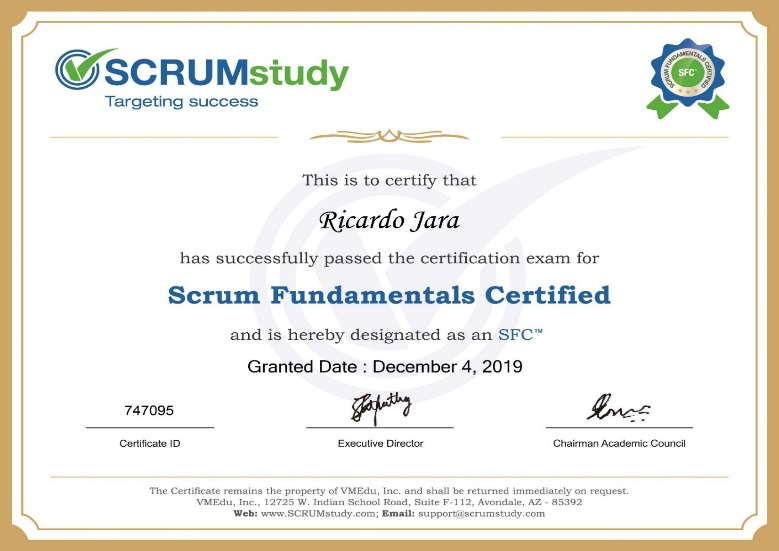 SCRUMstudy
Targeting success
SCRUM FUNDAMENTALS CERTIFIED
SFC™
This is to certify that
Ricardo Jara
has successfully passed the certification exam for
Scrum Fundamentals Certified
and is hereby designated as an SFC™
Granted Date : December 4, 2019
747095
Certificate ID
Executive Director
Chairman Academic Council
The Certificate remains the property of VMEdu, Inc. and shall be returned immediately on request.
VMEdu, Inc., 12725 W. Indian School Road, Suite F-112, Avondale, AZ - 85392
Web: www.SCRUMstudy.com; Email: support@scrumstudy.com